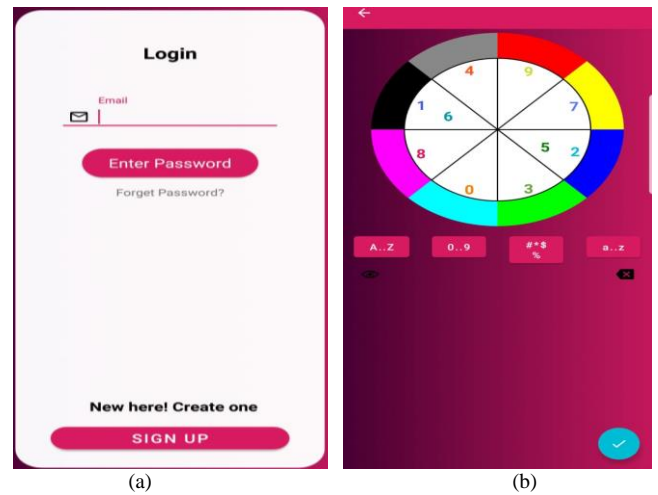 Login
Email
Enter Password
Forget Password?
New here! Create one
SIGN UP
(a)
4 9
1 6 7
8 5 2
0 3
A..Z 0..9 #*$ a..z
%
(b)